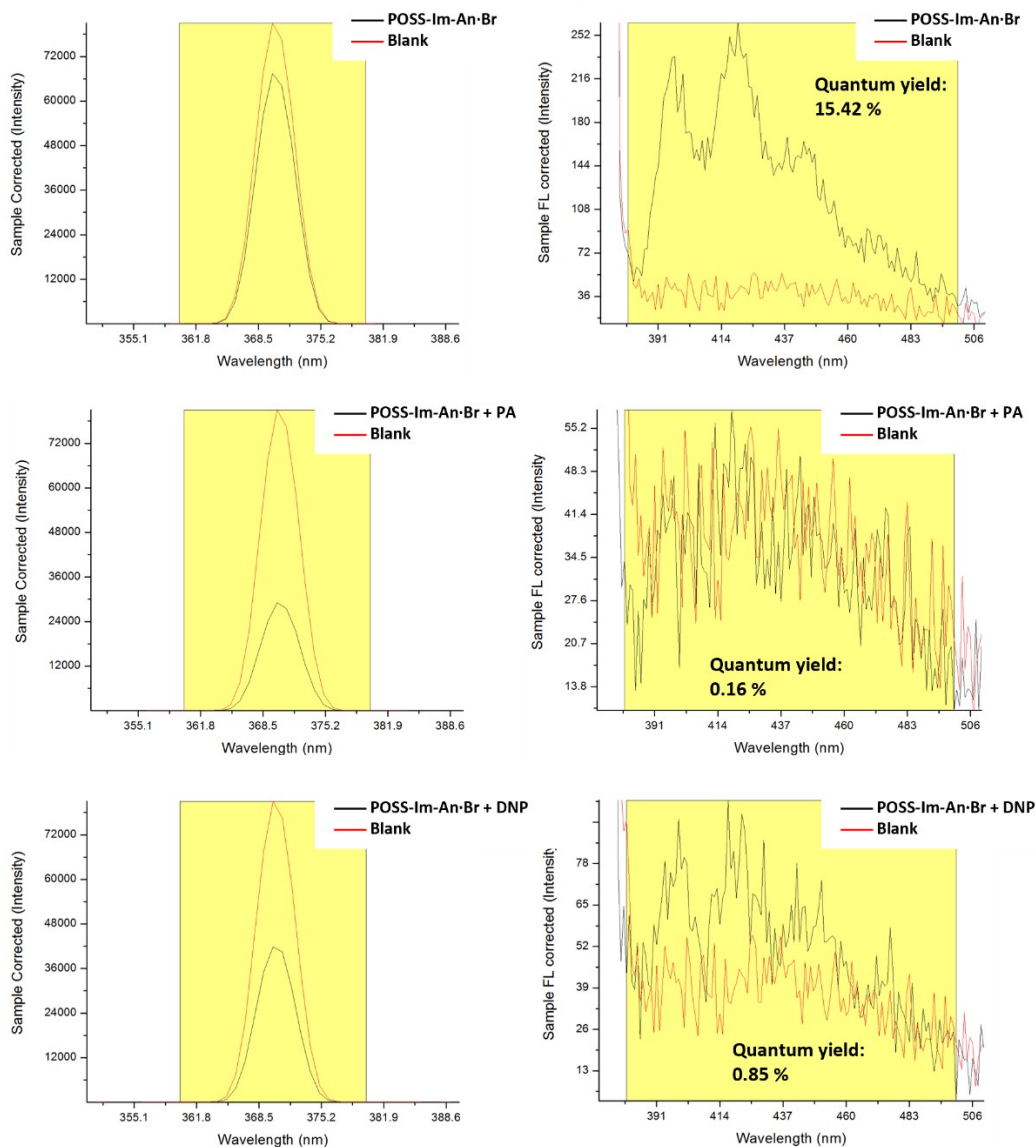 POSS-Im-An·Br
Blank
Sample Corrected (Intensity)
72000
60000
48000
36000
24000
12000
355.1 361.8 368.5 375.2 381.9 388.6
Wavelength (nm)
POSS-Im-An·Br
Blank
Quantum yield:
15.42 %
Sample FL corrected (Intensity)
252
216
180
144
108
72
36
391 414 437 460 483 506
Wavelength (nm)
POSS-Im-An·Br + PA
Blank
Sample Corrected (Intensity)
72000
60000
48000
36000
24000
12000
355.1 361.8 368.5 375.2 381.9 388.6
Wavelength (nm)
POSS-Im-An·Br + PA
Blank
Sample FL corrected (Intensity
55.2
48.3
41.4
34.5
27.6
20.7
13.8
Quantum yield:
0.16 %
391 414 437 460 483 506
Wavelength (nm)
POSS-Im-An·Br + DNP
Blank
Sample Corrected (Intensity)
72000
60000
48000
36000
24000
12000
355.1 361.8 368.5 375.2 381.9 388.6
Wavelength (nm)
POSS-Im-An·Br + DNP
Blank
Sample FL corrected (Intensity)
78
65
52
39
26
13
Quantum yield:
0.85 %
391 414 437 460 483 506
Wavelength (nm)